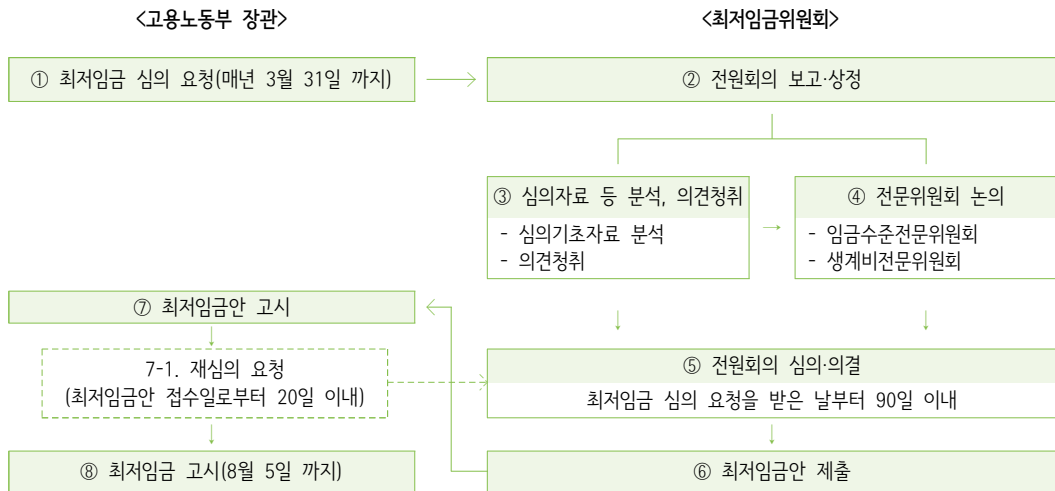 <고용노동부 장관>
<최저임금위원회>
① 최저임금 심의 요청(매년 3월 31일 까지)
② 전원회의 보고·상정
③ 심의자료 등 분석, 의견청취
- 심의기초자료 분석
- 의견청취
④ 전문위원회 논의
- 임금수준전문위원회
- 생계비전문위원회
⑦ 최저임금안 고시
7-1. 재심의 요청
(최저임금안 접수일로부터 20일 이내)
⑤ 전원회의 심의·의결
최저임금 심의 요청을 받은 날부터 90일 이내
⑧ 최저임금 고시(8월 5일 까지)
⑥ 최저임금안 제출